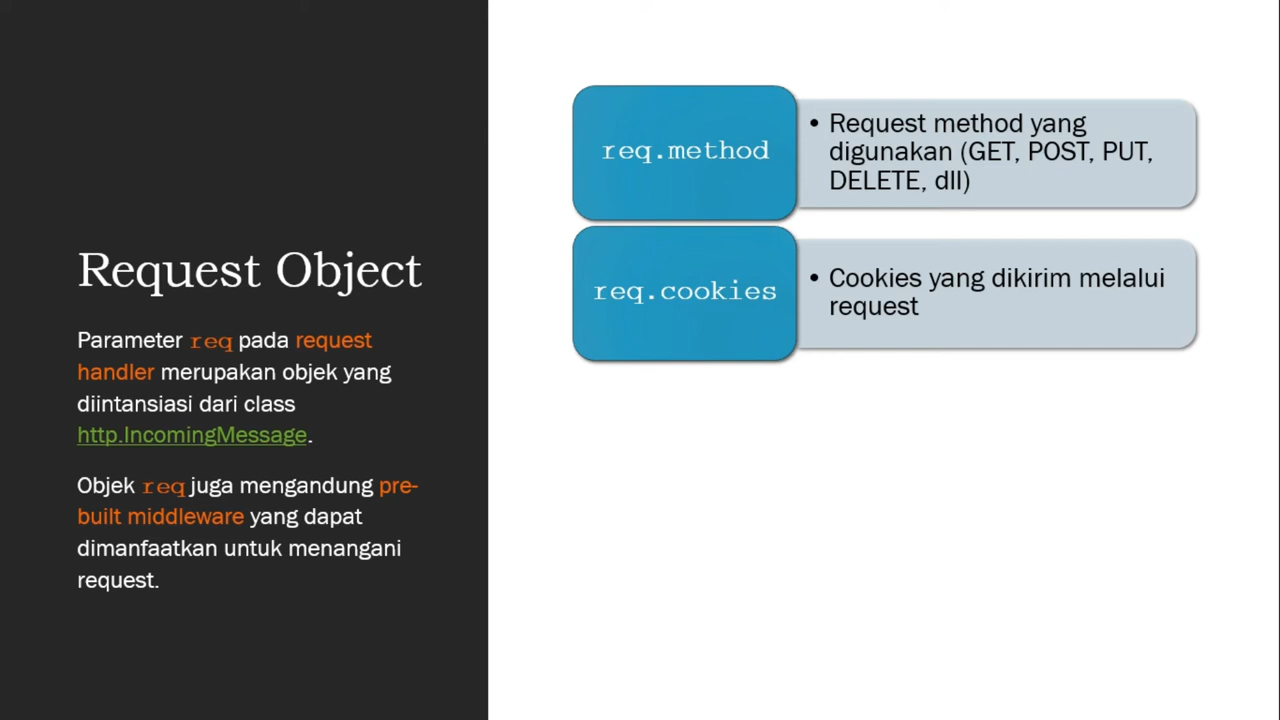 Request Object
Parameter req pada request
handler merupakan objek yang
diintansiasi dari class
http.IncomingMessage.
Objek req juga mengandung pre-
built middleware yang dapat
dimanfaatkan untuk menangani
request.
req.method
• Request method yang
digunakan (GET, POST, PUT,
DELETE, dll)
req.cookies
• Cookies yang dikirim melalui
request